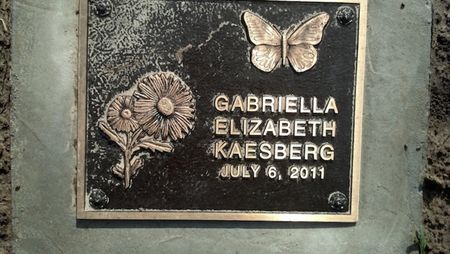 GABRIELLA
ELIZABETH
KAESBERG
JULY 6, 2011